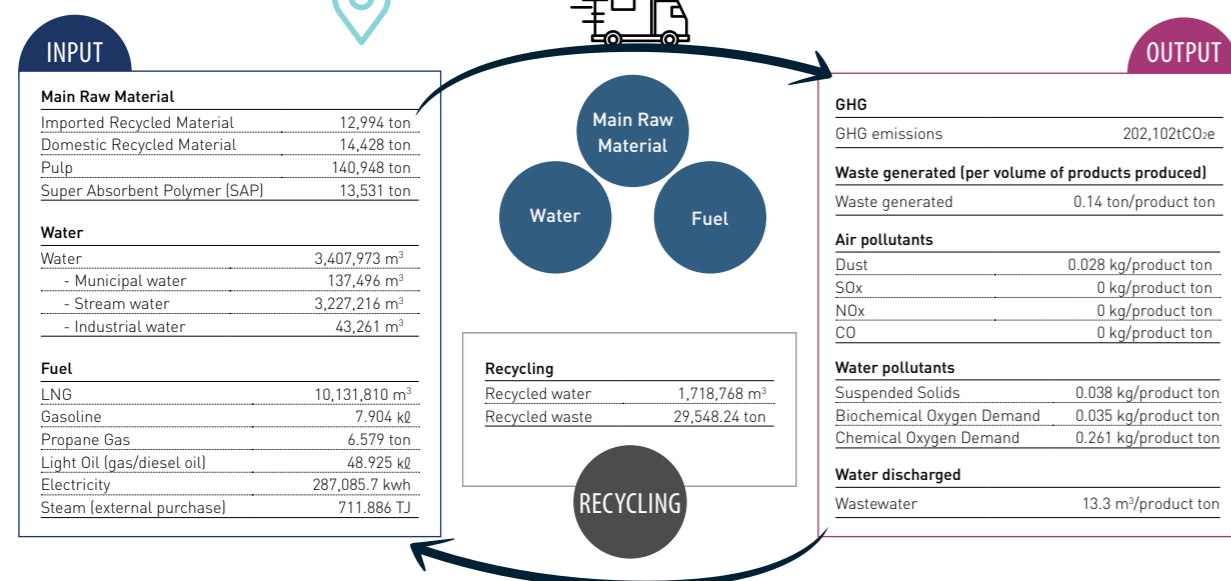 INPUT
Main Raw Material
Imported Recycled Material 12,994 ton
Domestic Recycled Material 14,428 ton
Pulp 140,948 ton
Super Absorbent Polymer (SAP) 13,531 ton
Water
Water 3,407,973 m³
- Municipal water 137,496 m³
- Stream water 3,227,216 m³
- Industrial water 43,261 m³
Fuel
LNG 10,131,810 m³
Gasoline 7.904 kℓ
Propane Gas 6.579 ton
Light Oil (gas/diesel oil) 48.925 kℓ
Electricity 287,085.7 kwh
Steam (external purchase) 711.886 TJ
Main Raw
Material
Water
Fuel
Recycling
Recycled water 1,718,768 m³
Recycled waste 29,548.24 ton
RECYCLING
OUTPUT
GHG
GHG emissions 202,102tCO₂e
Waste generated (per volume of products produced)
Waste generated 0.14 ton/product ton
Air pollutants
Dust 0.028 kg/product ton
SOx 0 kg/product ton
NOx 0 kg/product ton
CO 0 kg/product ton
Water pollutants
Suspended Solids 0.038 kg/product ton
Biochemical Oxygen Demand 0.035 kg/product ton
Chemical Oxygen Demand 0.261 kg/product ton
Water discharged
Wastewater 13.3 m³/product ton